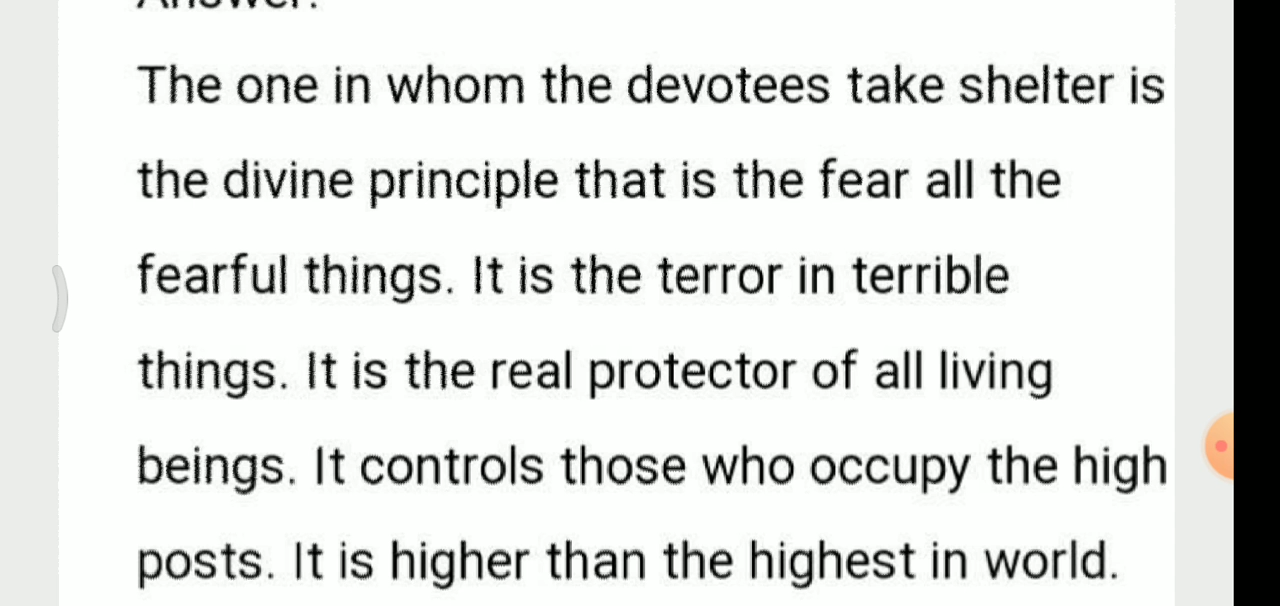 Answer:
The one in whom the devotees take shelter is
the divine principle that is the fear all the
fearful things. It is the terror in terrible
things. It is the real protector of all living
beings. It controls those who occupy the high
posts. It is higher than the highest in world.